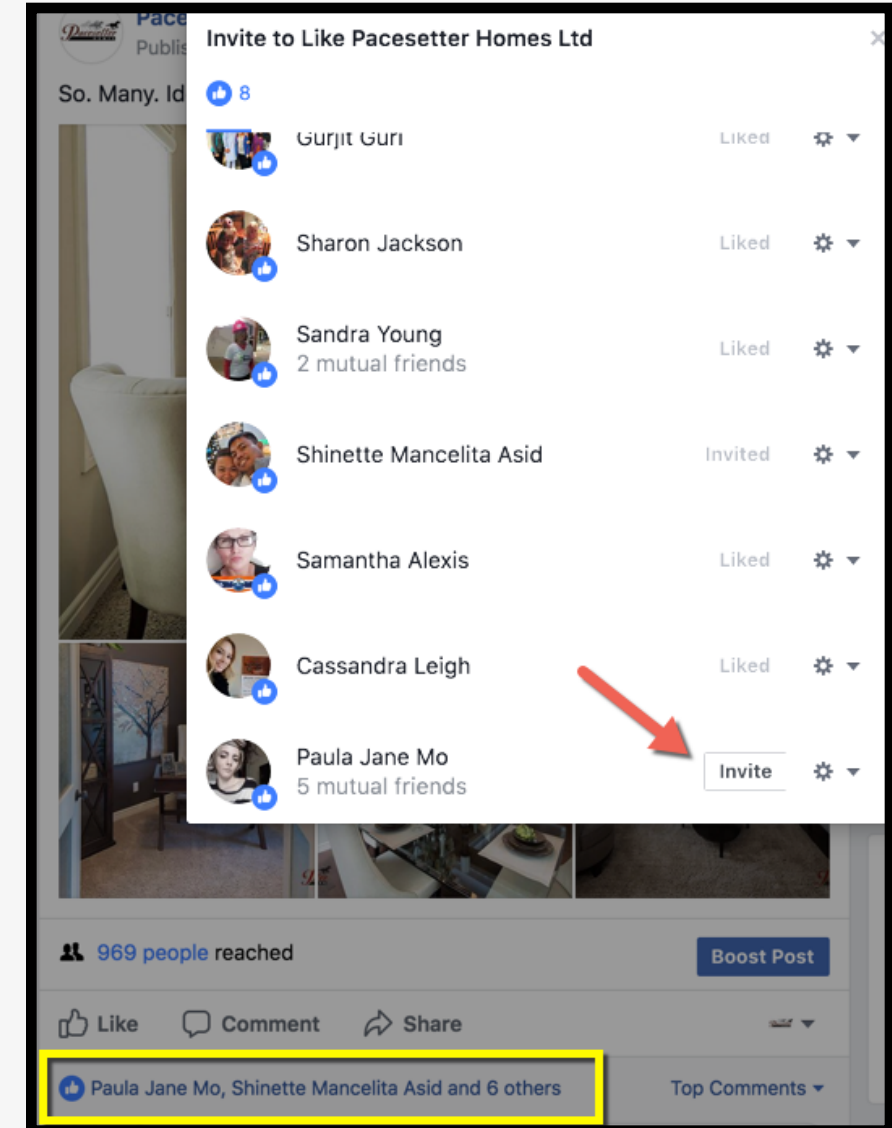 Pace
Publis
So. Many. Id
Invite to Like Pacesetter Homes Ltd
8
Gurjit Guri
Liked
Sharon Jackson
Liked
Sandra Young
2 mutual friends
Liked
Shinette Mancelita Asid
Invited
Samantha Alexis
Liked
Cassandra Leigh
Liked
Paula Jane Mo
5 mutual friends
Invite
969 people reached
Boost Post
Like
Comment
Share
Paula Jane Mo, Shinette Mancelita Asid and 6 others
Top Comments